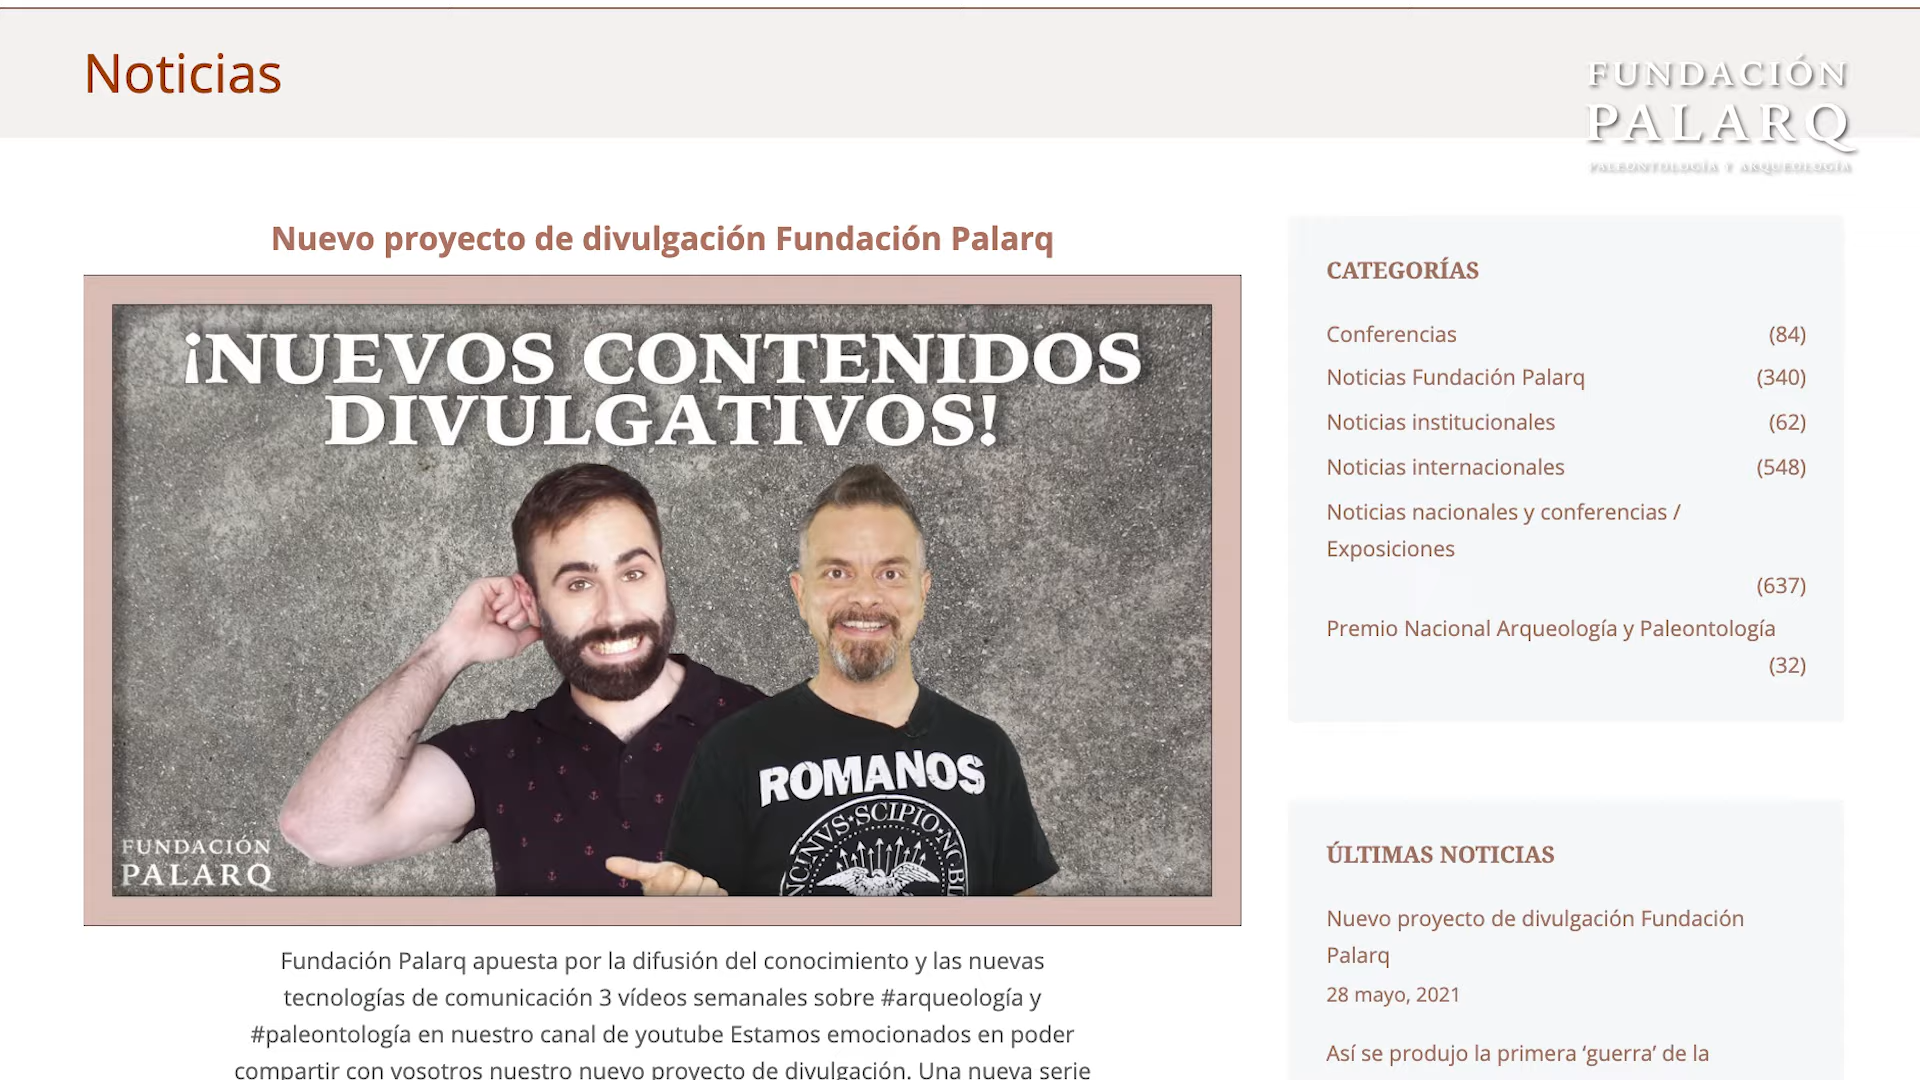 Noticias
FUNDACIÓN
PALARQ
PALEONTOLOGÍA Y ARQUEOLOGÍA
Nuevo proyecto de divulgación Fundación Palarq
¡NUEVOS CONTENIDOS
DIVULGATIVOS!
ROMANOS
SCIPIO
FUNDACIÓN
PALARQ
Fundación Palarq apuesta por la difusión del conocimiento y las nuevas
tecnologías de comunicación 3 vídeos semanales sobre #arqueología y
#paleontología en nuestro canal de youtube Estamos emocionados en poder
compartir con vosotros nuestro nuevo proyecto de divulgación. Una nueva serie
CATEGORÍAS
Conferencias (84)
Noticias Fundación Palarq (340)
Noticias institucionales (62)
Noticias internacionales (548)
Noticias nacionales y conferencias /
Exposiciones
(637)
Premio Nacional Arqueología y Paleontología
(32)
ÚLTIMAS NOTICIAS
Nuevo proyecto de divulgación Fundación
Palarq
28 mayo, 2021
Así se produjo la primera ‘guerra’ de la